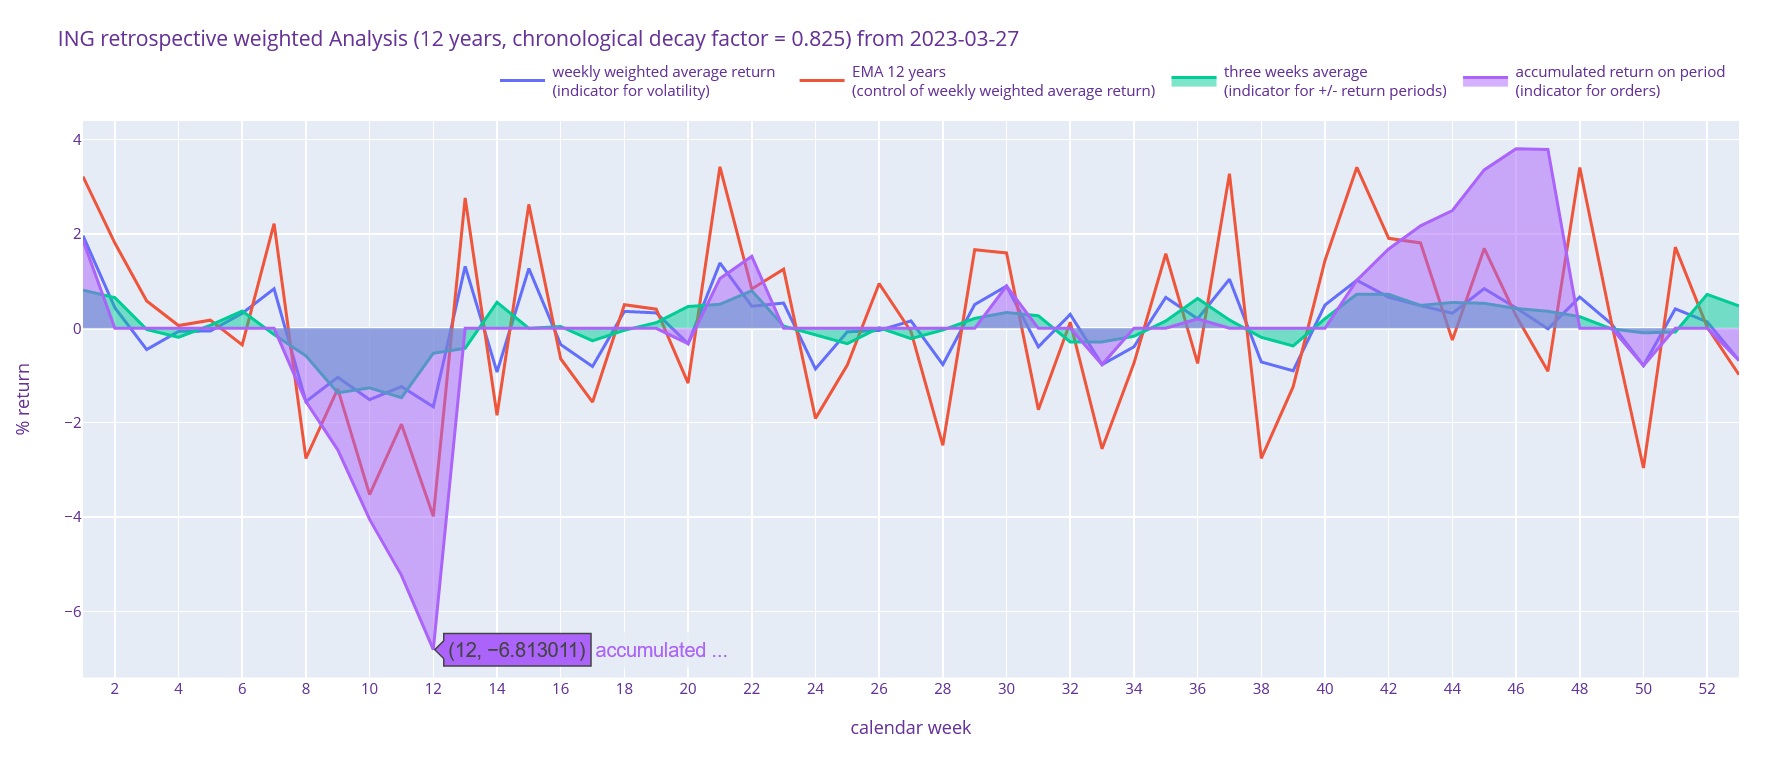 ING retrospective weighted Analysis (12 years, chronological decay factor = 0.825) from 2023-03-27
weekly weighted average return
(indicator for volatility)
EMA 12 years
(control of weekly weighted average return)
three weeks average
(indicator for +/- return periods)
accumulated return on period
(indicator for orders)
% return
4
2
0
−2
−4
−6
(12, −6.813011) accumulated ...
2 4 6 8 10 12 14 16 18 20 22 24 26 28 30 32 34 36 38 40 42 44 46 48 50 52
calendar week